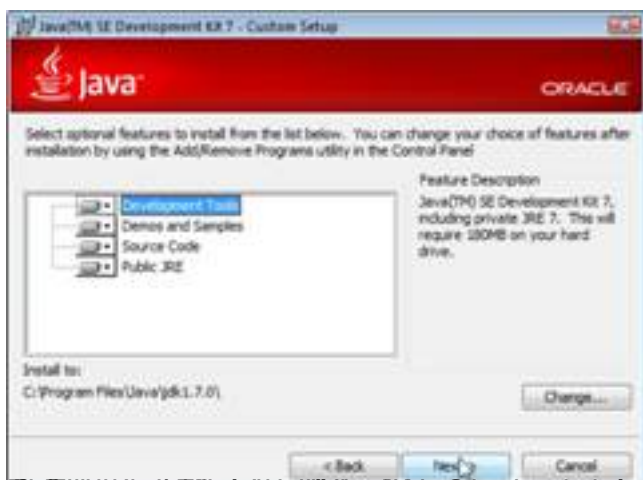 Java(TM) SE Development Kit 7 - Custom Setup
Java
ORACLE
Select optional features to install from the list below. You can change your choice of features after
installation by using the Add/Remove Programs utility in the Control Panel
Development Tools
Demos and Samples
Source Code
Public JRE
Feature Description
Java(TM) SE Development Kit 7,
including private JRE 7. This will
require 180MB on your hard
drive.
Install to:
C:\Program Files\Java\jdk1.7.0\
Change...
< Back
Next >
Cancel